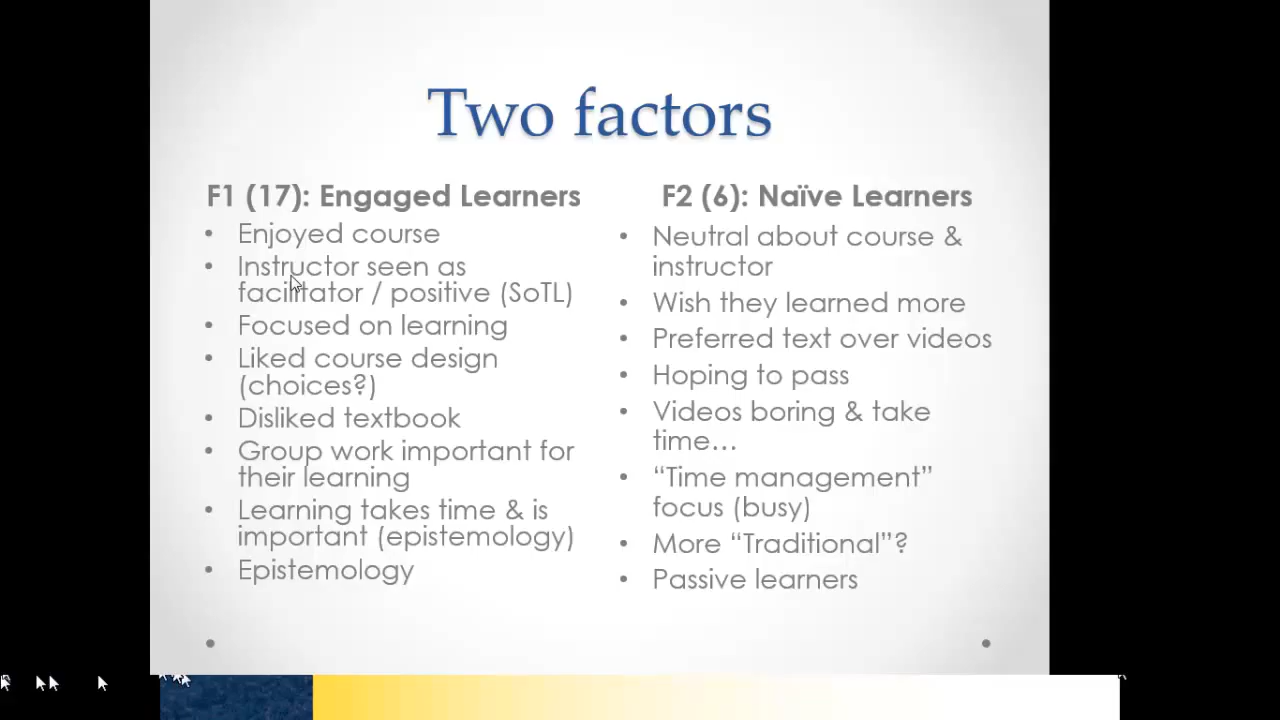 Two factors
F1 (17): Engaged Learners
• Enjoyed course
• Instructor seen as
facilitator / positive (SoTL)
• Focused on learning
• Liked course design
(choices?)
• Disliked textbook
• Group work important for
their learning
• Learning takes time & is
important (epistemology)
• Epistemology
F2 (6): Naïve Learners
• Neutral about course &
instructor
• Wish they learned more
• Preferred text over videos
• Hoping to pass
• Videos boring & take
time…
• “Time management”
focus (busy)
• More “Traditional”?
• Passive learners